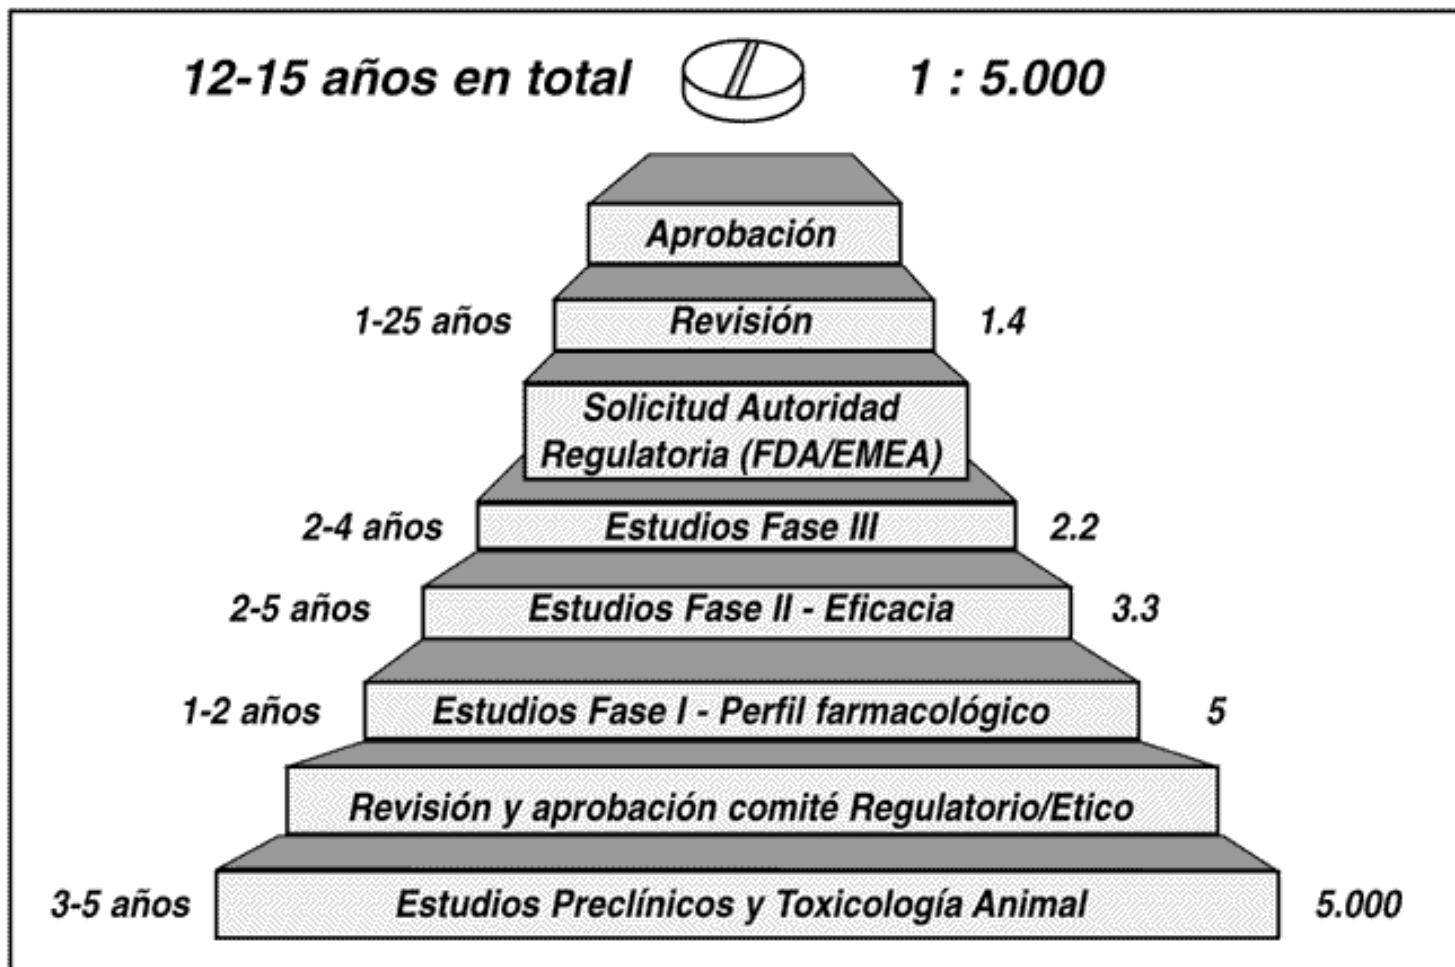 12-15 años en total 1 : 5.000
Aprobación
1-25 años Revisión 1.4
Solicitud Autoridad
Regulatoria (FDA/EMEA)
2-4 años Estudios Fase III 2.2
2-5 años Estudios Fase II - Eficacia 3.3
1-2 años Estudios Fase I - Perfil farmacológico 5
Revisión y aprobación comité Regulatorio/Etico
3-5 años Estudios Preclínicos y Toxicología Animal 5.000